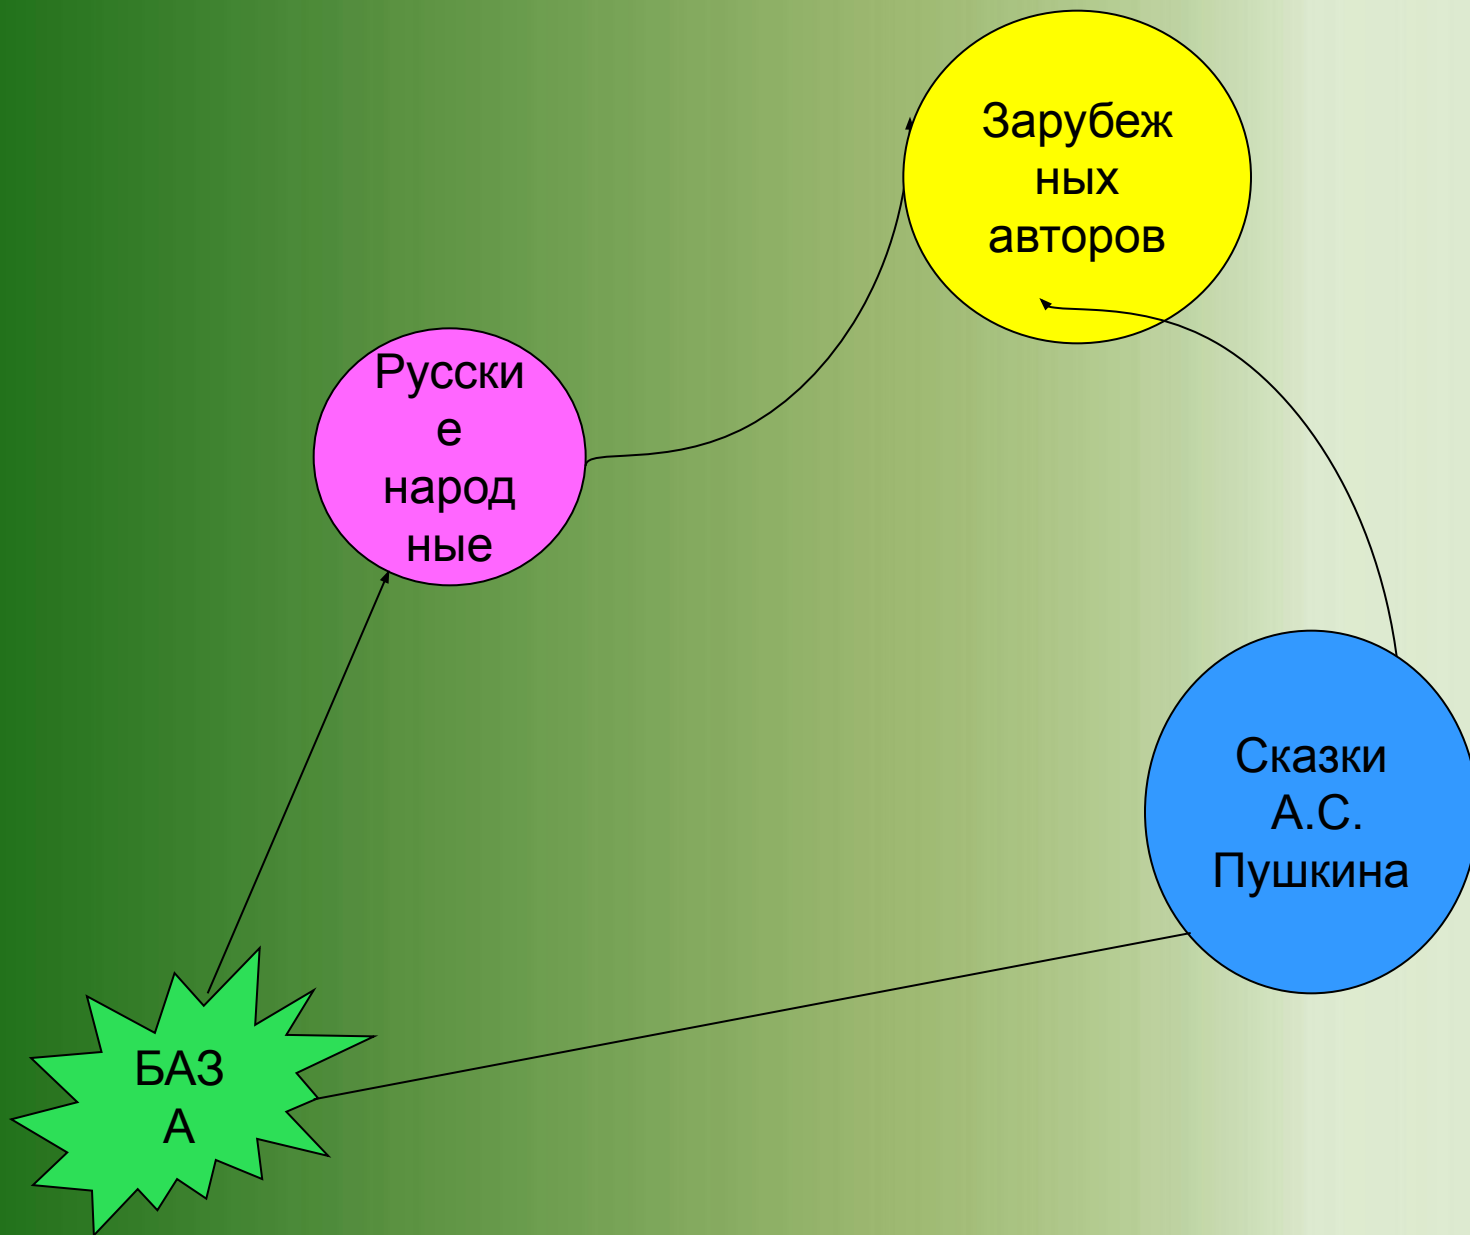 Зарубеж
ных
авторов
Русски
е
народ
ные
Сказки
А.С.
Пушкина
БАЗ
А